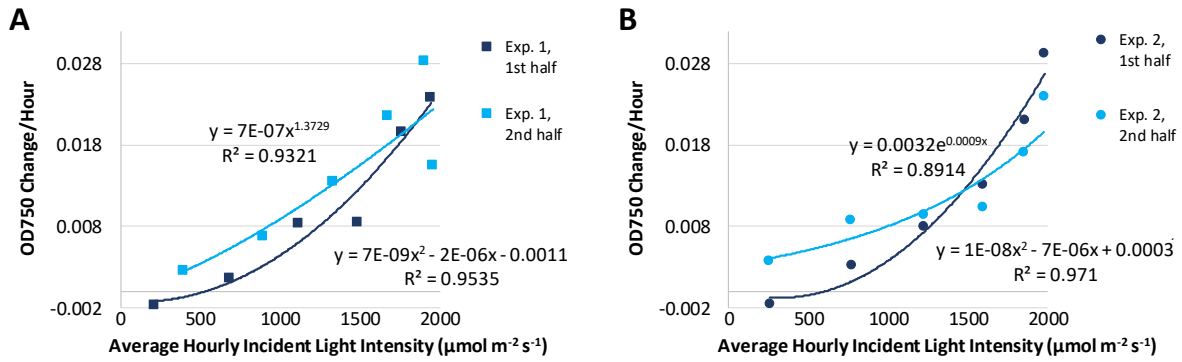 A
OD750 Change/Hour
0.028
0.018
0.008
-0.002
0
500
1000
1500
2000
Average Hourly Incident Light Intensity (µmol m⁻² s⁻¹)
y = 7E-07x¹·³⁷²⁹
R² = 0.9321
y = 7E-09x² - 2E-06x - 0.0011
R² = 0.9535
Exp. 1,
1st half
Exp. 1,
2nd half
B
OD750 Change/Hour
0.028
0.018
0.008
-0.002
0
500
1000
1500
2000
Average Hourly Incident Light Intensity (µmol m⁻² s⁻¹)
y = 0.0032e^0.0009x
R² = 0.8914
y = 1E-08x² - 7E-06x + 0.0003
R² = 0.971
Exp. 2,
1st half
Exp. 2,
2nd half